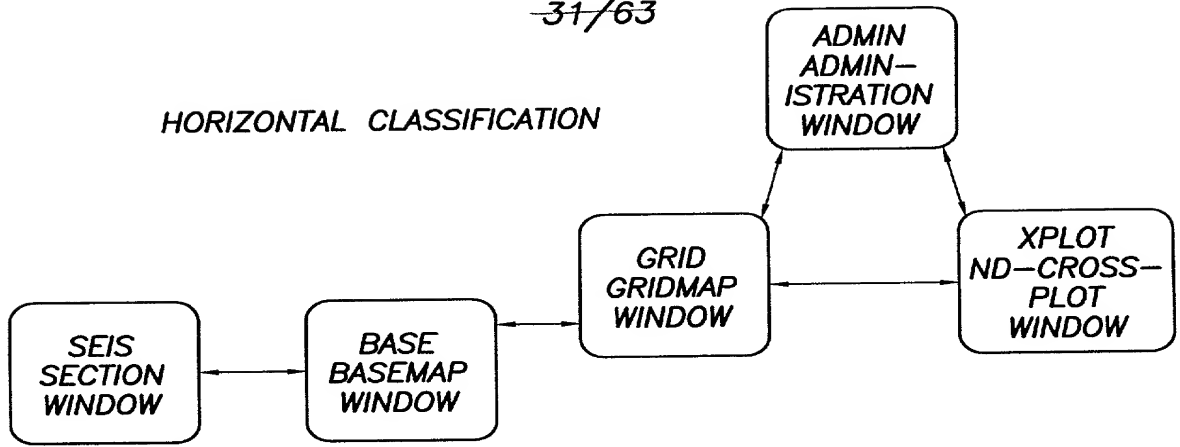 31/63
HORIZONTAL CLASSIFICATION
ADMIN
ADMIN-
ISTRATION
WINDOW
GRID
GRIDMAP
WINDOW
XPLOT
ND-CROSS-
PLOT
WINDOW
SEIS
SECTION
WINDOW
BASE
BASEMAP
WINDOW